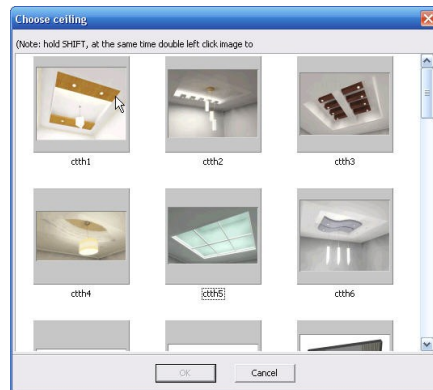 Choose ceiling
(Note: hold SHIFT, at the same time double left click image to
ctth1 ctth2 ctth3
ctth4 ctth5 ctth6
OK Cancel